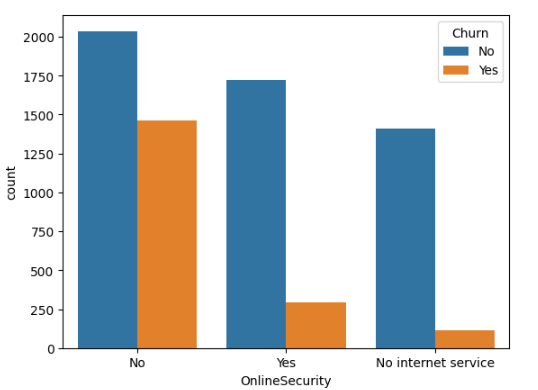 Churn
No
Yes
2000
1750
1500
1250
1000
750
500
250
0
count
No Yes No internet service
OnlineSecurity